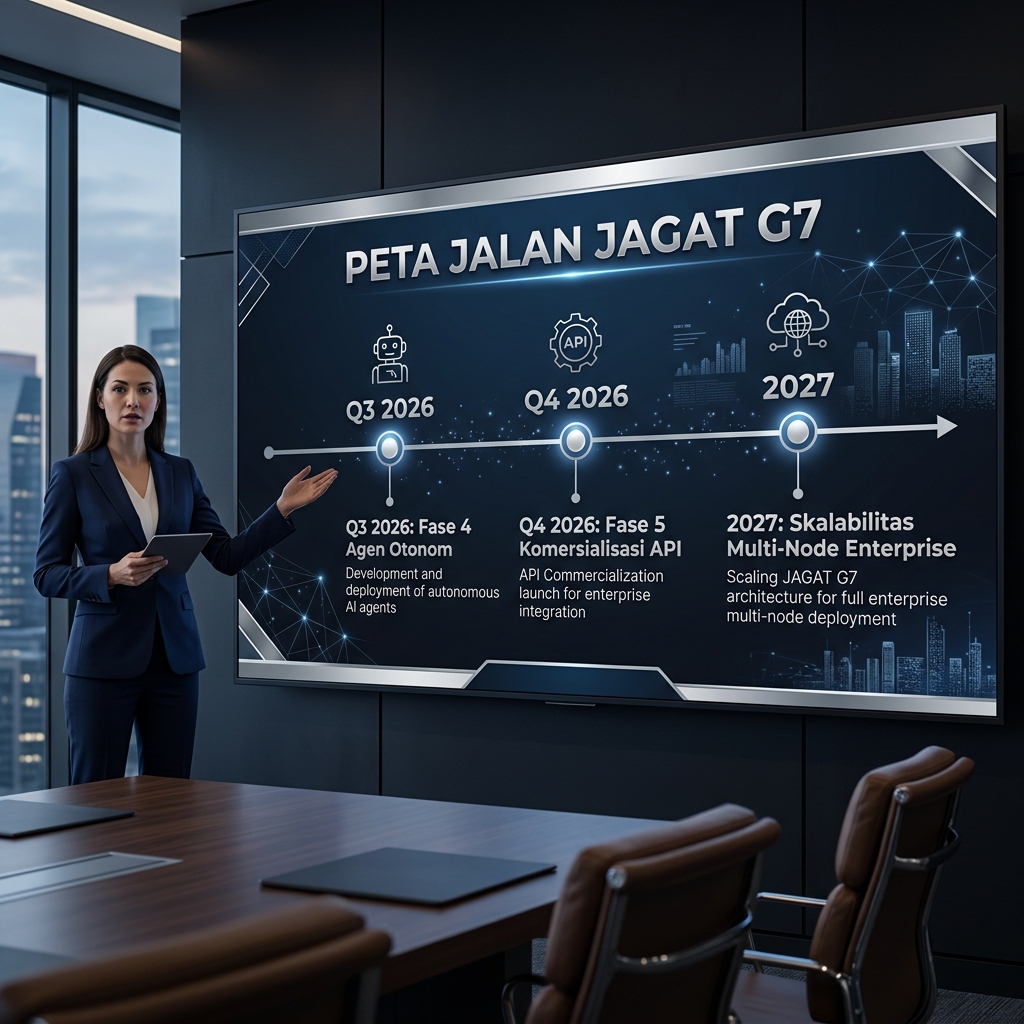 PETA JALAN JAGAT G7
API
Q3 2026
Q4 2026
2027
Q3 2026: Fase 4
Agen Otonom
Development and
deployment of autonomous
AI agents
Q4 2026: Fase 5
Komersialisasi API
API Commercialization
launch for enterprise
integration
2027: Skalabilitas
Multi-Node Enterprise
Scaling JAGAT G7
architecture for full enterprise
multi-node deployment